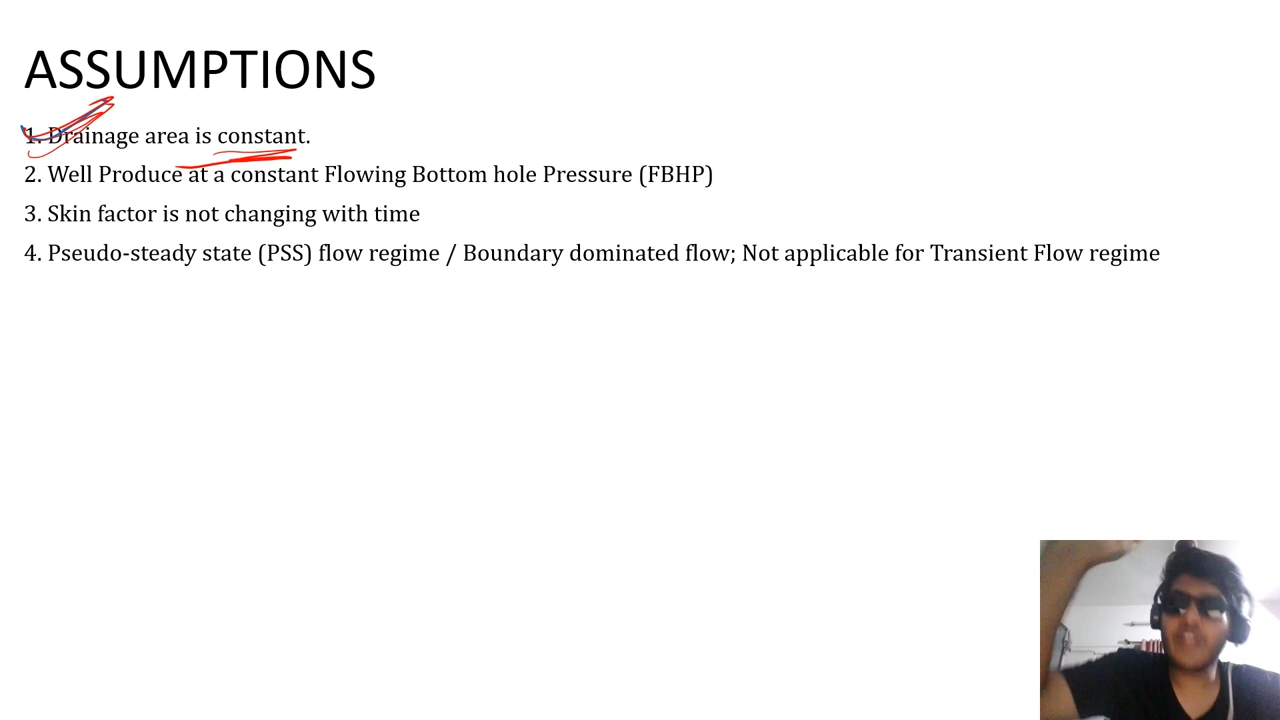 ASSUMPTIONS
1. Drainage area is constant.
2. Well Produce at a constant Flowing Bottom hole Pressure (FBHP)
3. Skin factor is not changing with time
4. Pseudo-steady state (PSS) flow regime / Boundary dominated flow; Not applicable for Transient Flow regime